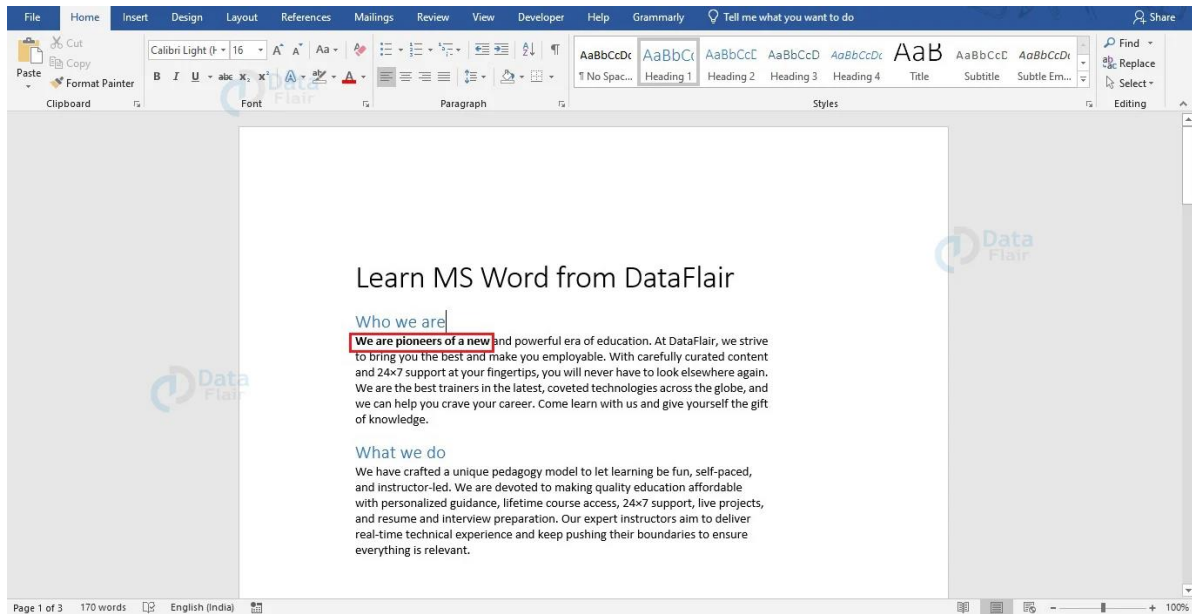 File Home Insert Design Layout References Mailings Review View Developer Help Grammarly Tell me what you want to do Share
Cut
Copy
Paste
Format Painter
Clipboard
Calibri Light (H 16 A A Aa
B I U abc X₂ X² A A
Font
Paragraph
AaBbCcDc AaBbC( AaBbCcC AaBbCcD AaBbCcDc AaB AaBbCcC AaBbCcDc
¶ No Spac... Heading 1 Heading 2 Heading 3 Heading 4 Title Subtitle Subtle Em...
Styles
Find
Replace
Select
Editing
Data
Flair
Learn MS Word from DataFlair
Who we are
We are pioneers of a new and powerful era of education. At DataFlair, we strive
to bring you the best and make you employable. With carefully curated content
and 24×7 support at your fingertips, you will never have to look elsewhere again.
We are the best trainers in the latest, coveted technologies across the globe, and
we can help you crave your career. Come learn with us and give yourself the gift
of knowledge.
What we do
We have crafted a unique pedagogy model to let learning be fun, self-paced,
and instructor-led. We are devoted to making quality education affordable
with personalized guidance, lifetime course access, 24×7 support, live projects,
and resume and interview preparation. Our expert instructors aim to deliver
real-time technical experience and keep pushing their boundaries to ensure
everything is relevant.
Data
Flair
Data
Flair
Page 1 of 3 170 words English (India) 100%